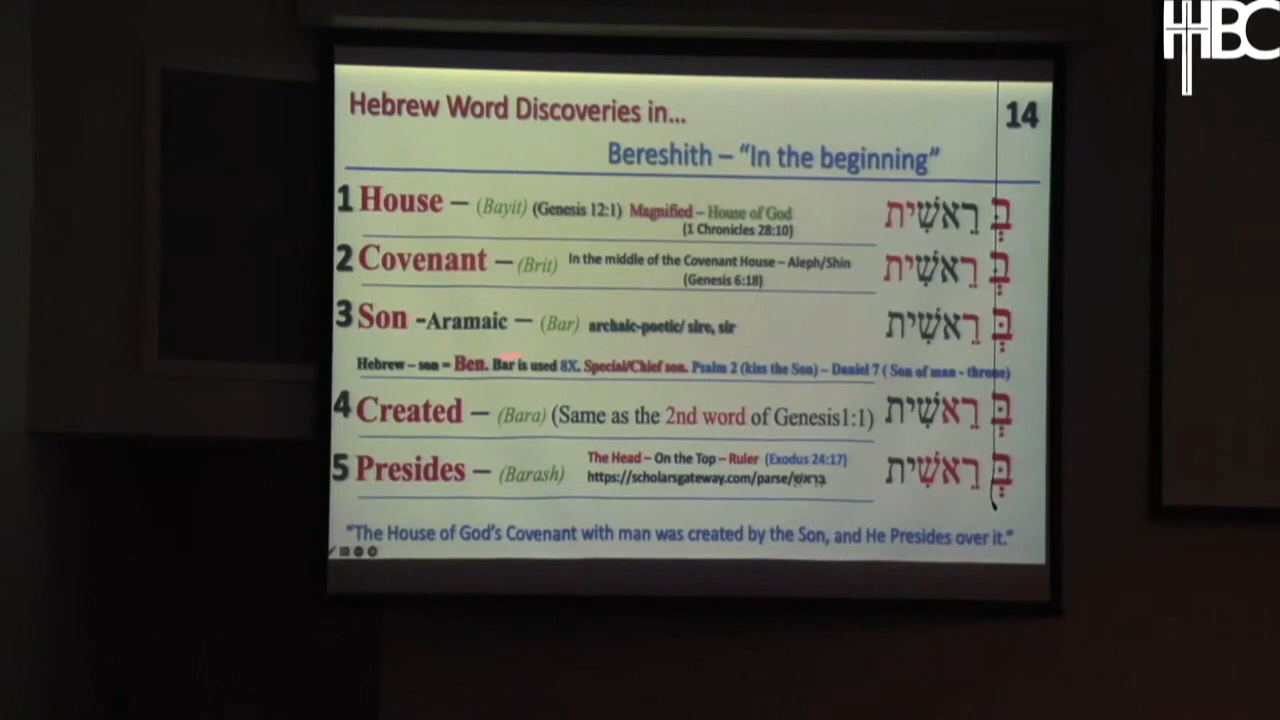 HBC
Hebrew Word Discoveries in...
14
Bereshith – “In the beginning”
1 House – (Bayit) (Genesis 12:1) Magnified – House of God
(1 Chronicles 28:10)
בְּ רֵאשִׁית
2 Covenant – (Brit) In the middle of the Covenant House – Aleph/Shin
(Genesis 6:18)
בְּ רֵאשִׁית
3 Son -Aramaic – (Bar) archaic-poetic/ sire, sir
בְּ רֵאשִׁית
Hebrew – son = Ben. Bar is used 8X. Special/Chief son. Psalm 2 (kiss the Son) – Daniel 7 ( Son of man - throne)
4 Created – (Bara) (Same as the 2nd word of Genesis1:1)
בְּ רֵאשִׁית
5 Presides – (Barash) The Head – On the Top – Ruler (Exodus 24:17)
https://scholarsgateway.com/parse/בְּרֹאשׁ
בְּ רֵאשִׁית
“The House of God’s Covenant with man was created by the Son, and He Presides over it.”